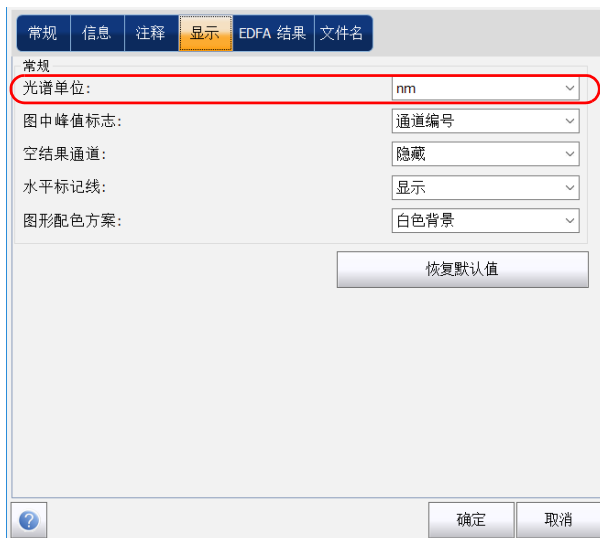 常规 信息 注释 显示 EDFA 结果 文件名
常规
光谱单位: nm
图中峰值标志: 通道编号
空结果通道: 隐藏
水平标记线: 显示
图形配色方案: 白色背景
恢复默认值
? 确定 取消